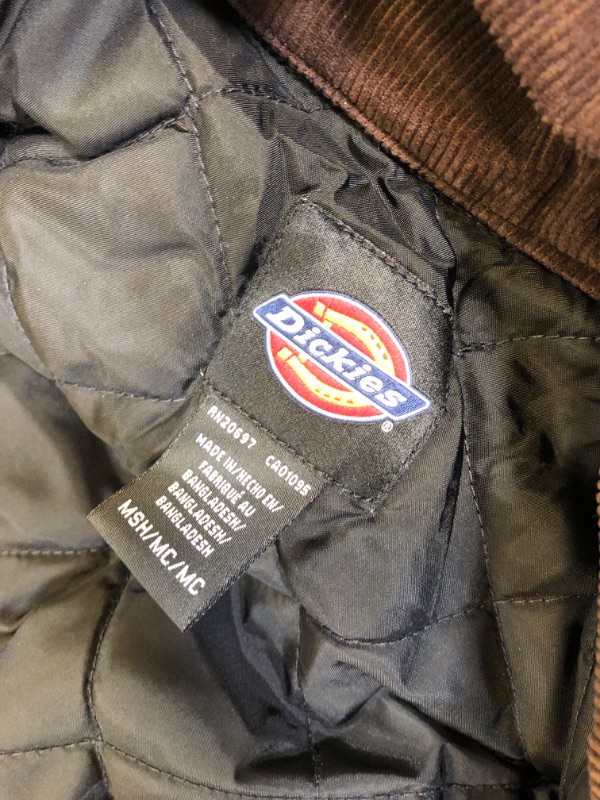 Dickies
®
RN20697 CA01095
MADE IN/HECHO EN/
FABRIQUÉ AU
BANGLADESH/
BANGLADESH/
BANGLADESH
MSH/MC/MC